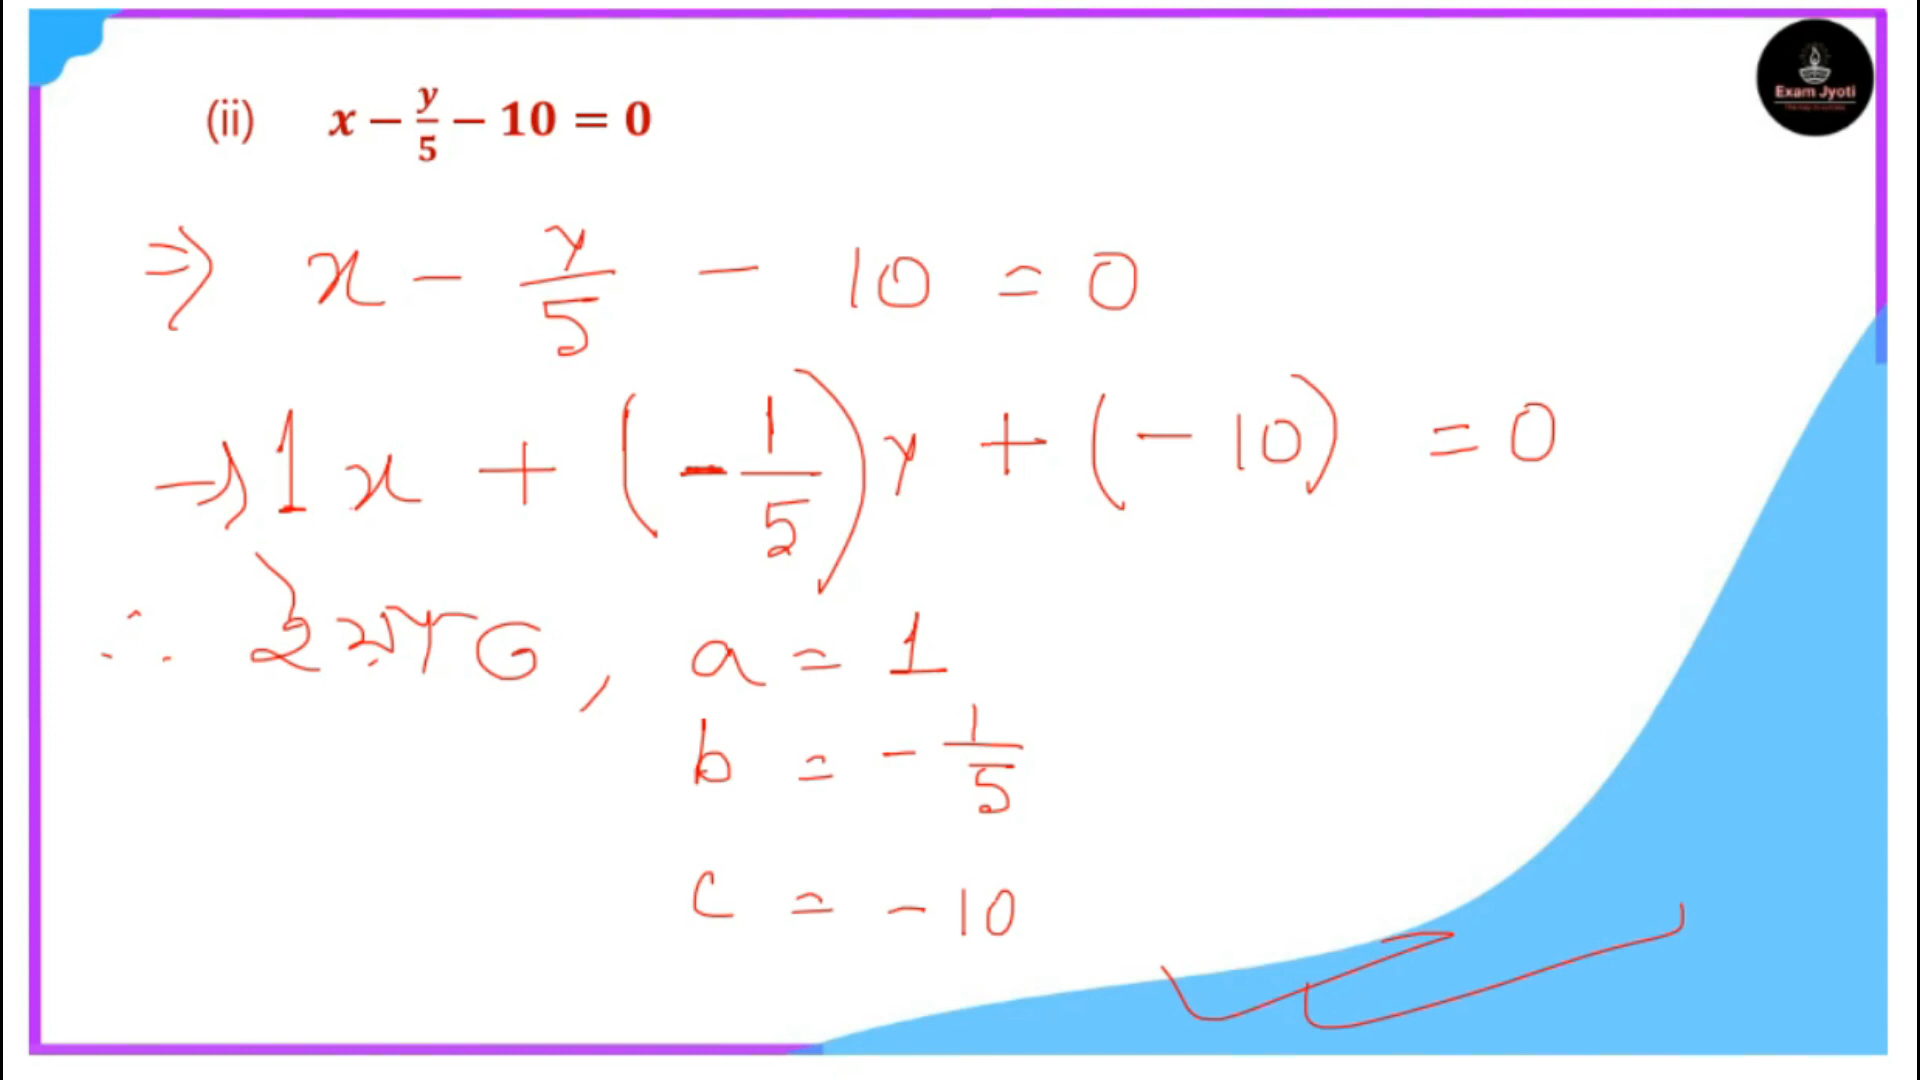 Exam Jyoti
(ii) x − y/5 − 10 = 0
⇒ x − y/5 − 10 = 0
→ 1x + (−1/5)y + (−10) = 0
∴ ইয়াত, a = 1
b = −1/5
c = −10